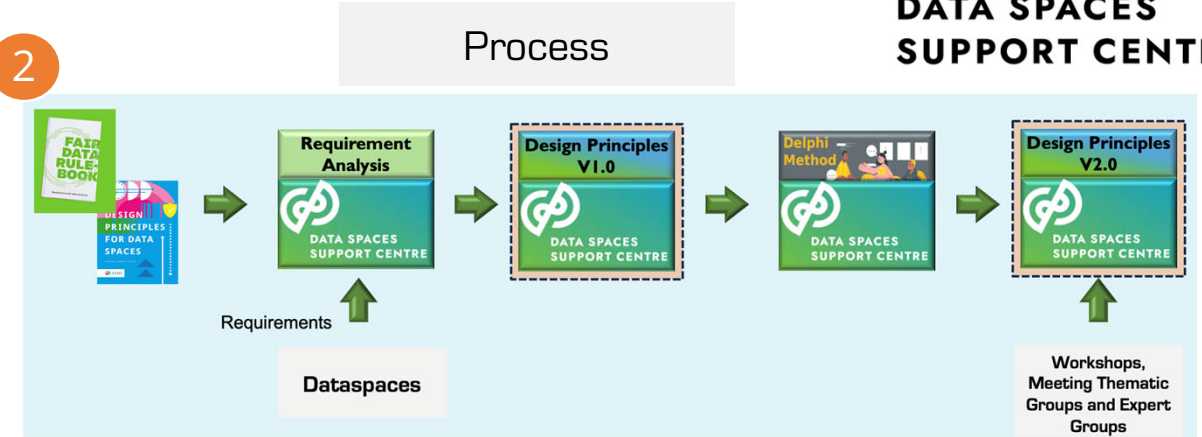 DATA SPACES
SUPPORT CENT
Process
2
FAIR
DATA
RULE-
BOOK
DESIGN
PRINCIPLES
FOR DATA
SPACES
Requirement
Analysis
DATA SPACES
SUPPORT CENTRE
Design Principles
V1.0
DATA SPACES
SUPPORT CENTRE
Delphi
Method
DATA SPACES
SUPPORT CENTRE
Design Principles
V2.0
DATA SPACES
SUPPORT CENTRE
Requirements
Dataspaces
Workshops,
Meeting Thematic
Groups and Expert
Groups